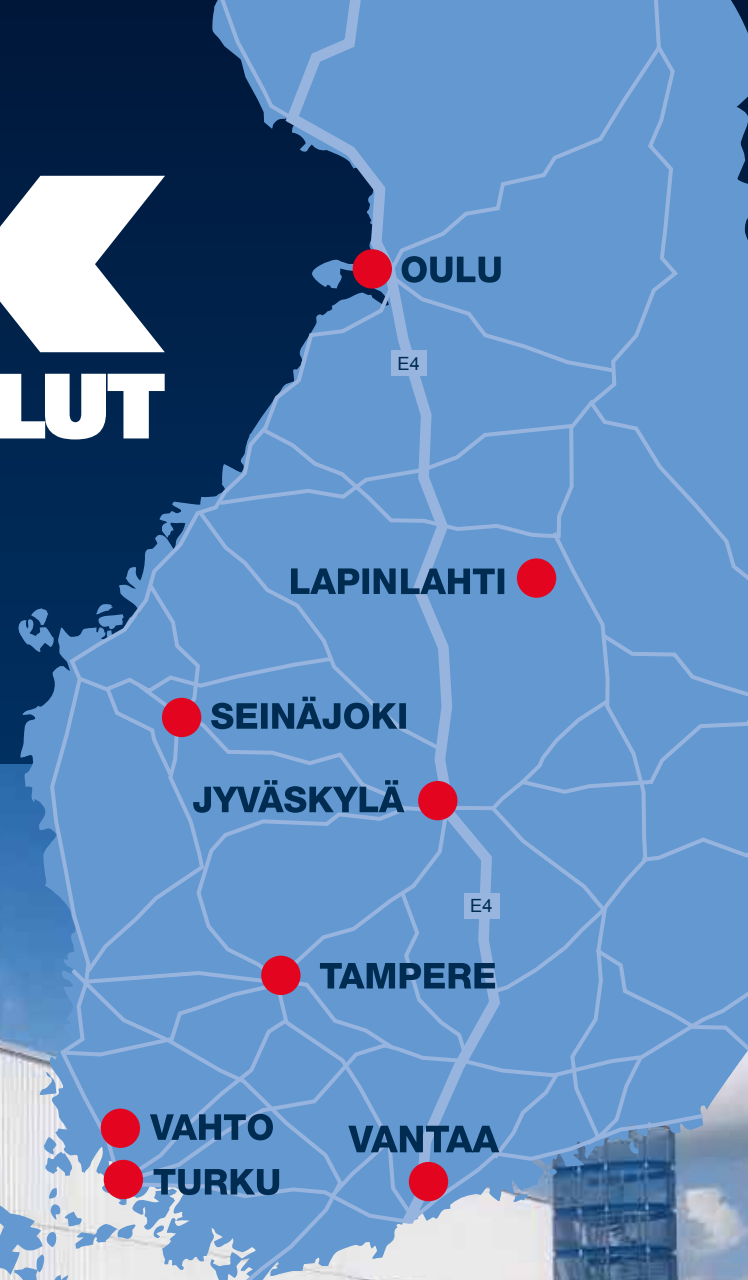 OULU
E4
LUT
LAPINLAHTI
SEINÄJOKI
JYVÄSKYLÄ
E4
TAMPERE
VAHTO
VANTAA
TURKU